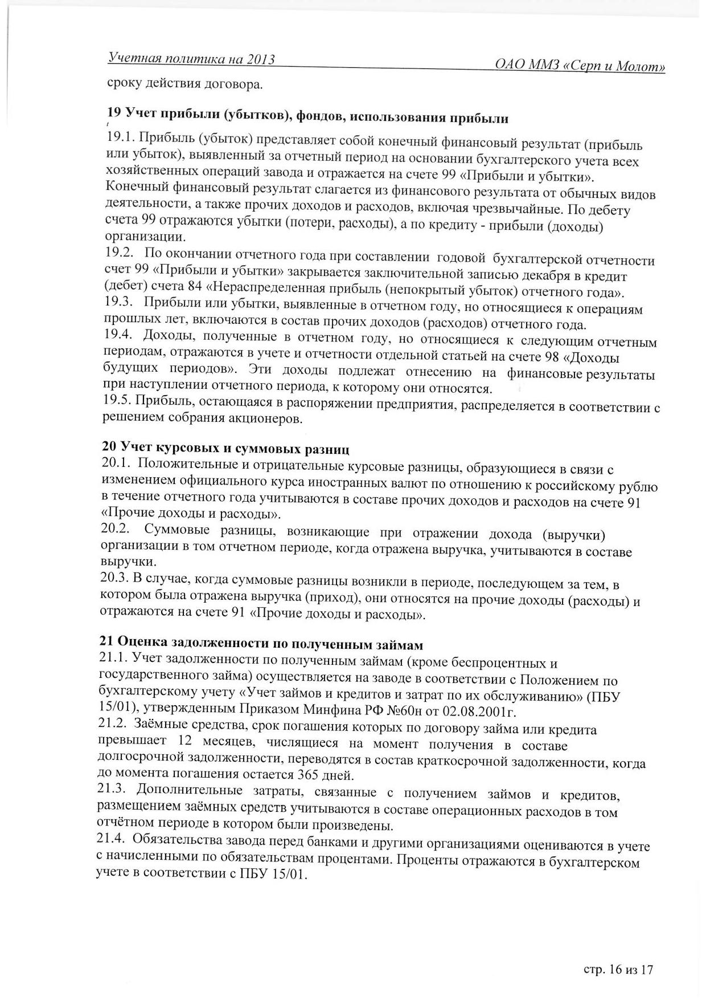 Учетная политика на 2013 ОАО ММЗ «Серп и Молот»
сроку действия договора.
19 Учет прибыли (убытков), фондов, использования прибыли
19.1. Прибыль (убыток) представляет собой конечный финансовый результат (прибыль
или убыток), выявленный за отчетный период на основании бухгалтерского учета всех
хозяйственных операций завода и отражается на счете 99 «Прибыли и убытки».
Конечный финансовый результат слагается из финансового результата от обычных видов
деятельности, а также прочих доходов и расходов, включая чрезвычайные. По дебету
счета 99 отражаются убытки (потери, расходы), а по кредиту - прибыли (доходы)
организации.
19.2. По окончании отчетного года при составлении годовой бухгалтерской отчетности
счет 99 «Прибыли и убытки» закрывается заключительной записью декабря в кредит
(дебет) счета 84 «Нераспределенная прибыль (непокрытый убыток) отчетного года».
19.3. Прибыли или убытки, выявленные в отчетном году, но относящиеся к операциям
прошлых лет, включаются в состав прочих доходов (расходов) отчетного года.
19.4. Доходы, полученные в отчетном году, но относящиеся к следующим отчетным
периодам, отражаются в учете и отчетности отдельной статьей на счете 98 «Доходы
будущих периодов». Эти доходы подлежат отнесению на финансовые результаты
при наступлении отчетного периода, к которому они относятся.
19.5. Прибыль, остающаяся в распоряжении предприятия, распределяется в соответствии с
решением собрания акционеров.
20 Учет курсовых и суммовых разниц
20.1. Положительные и отрицательные курсовые разницы, образующиеся в связи с
изменением официального курса иностранных валют по отношению к российскому рублю
в течение отчетного года учитываются в составе прочих доходов и расходов на счете 91
«Прочие доходы и расходы».
20.2. Суммовые разницы, возникающие при отражении дохода (выручки)
организации в том отчетном периоде, когда отражена выручка, учитываются в составе
выручки.
20.3. В случае, когда суммовые разницы возникли в периоде, последующем за тем, в
котором была отражена выручка (приход), они относятся на прочие доходы (расходы) и
отражаются на счете 91 «Прочие доходы и расходы».
21 Оценка задолженности по полученным займам
21.1. Учет задолженности по полученным займам (кроме беспроцентных и
государственного займа) осуществляется на заводе в соответствии с Положением по
бухгалтерскому учету «Учет займов и кредитов и затрат по их обслуживанию» (ПБУ
15/01), утвержденным Приказом Минфина РФ №60н от 02.08.2001г.
21.2. Заёмные средства, срок погашения которых по договору займа или кредита
превышает 12 месяцев, числящиеся на момент получения в составе
долгосрочной задолженности, переводятся в состав краткосрочной задолженности, когда
до момента погашения остается 365 дней.
21.3. Дополнительные затраты, связанные с получением займов и кредитов,
размещением заёмных средств учитываются в составе операционных расходов в том
отчётном периоде в котором были произведены.
21.4. Обязательства завода перед банками и другими организациями оцениваются в учете
с начисленными по обязательствам процентами. Проценты отражаются в бухгалтерском
учете в соответствии с ПБУ 15/01.
стр. 16 из 17